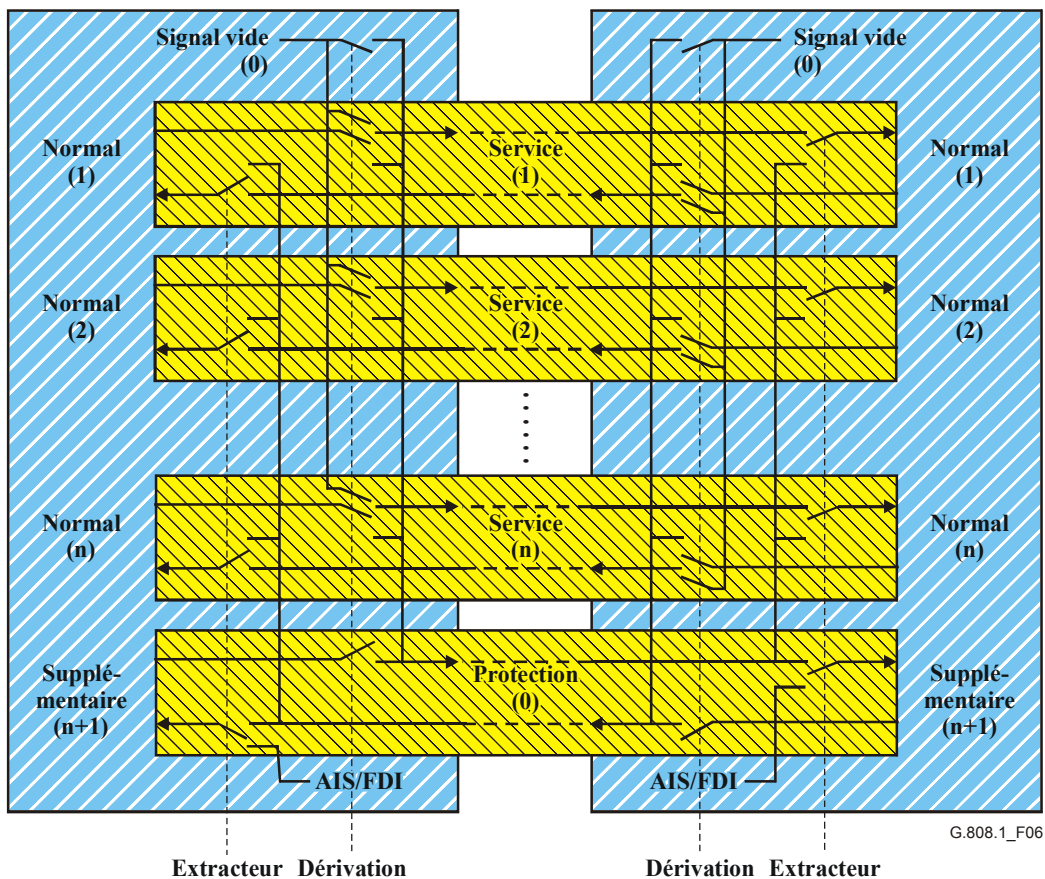 Signal vide
(0)
Signal vide
(0)
Normal
(1)
Service
(1)
Normal
(1)
Normal
(2)
Service
(2)
Normal
(2)
Normal
(n)
Service
(n)
Normal
(n)
Supplé-
mentaire
(n+1)
Protection
(0)
Supplé-
mentaire
(n+1)
AIS/FDI
AIS/FDI
G.808.1_F06
Extracteur
Dérivation
Dérivation
Extracteur